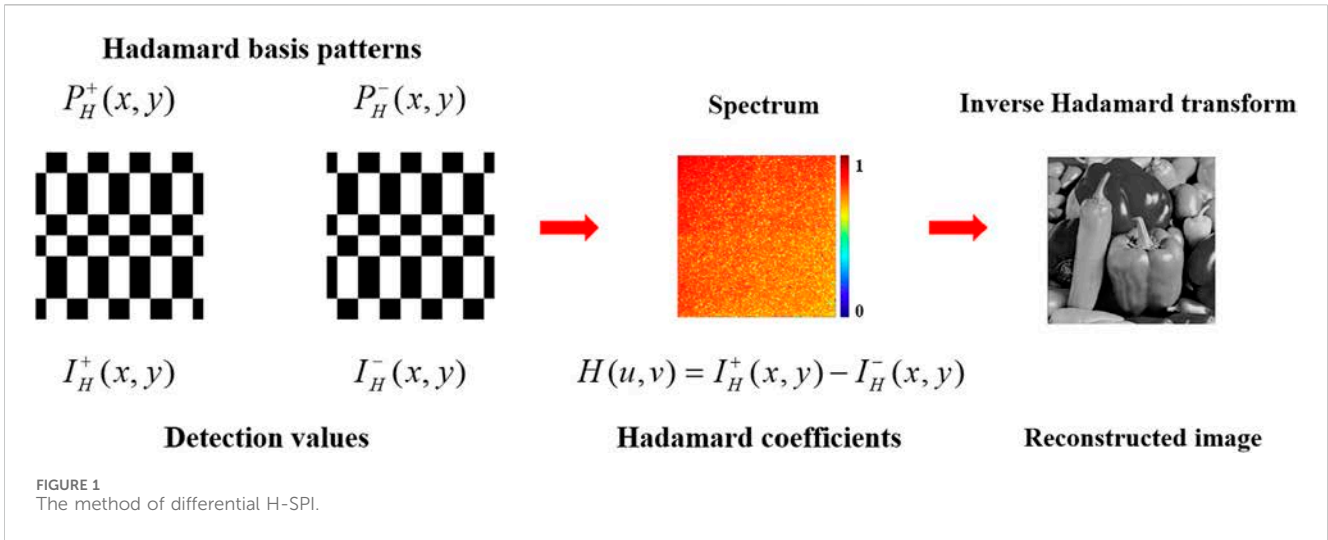 Hadamard basis patterns
P_H^+(x, y)
P_H^-(x, y)
Spectrum
Inverse Hadamard transform
1
0
I_H^+(x, y)
I_H^-(x, y)
H(u, v) = I_H^+(x, y) − I_H^-(x, y)
Detection values
Hadamard coefficients
Reconstructed image
FIGURE 1
The method of differential H-SPI.